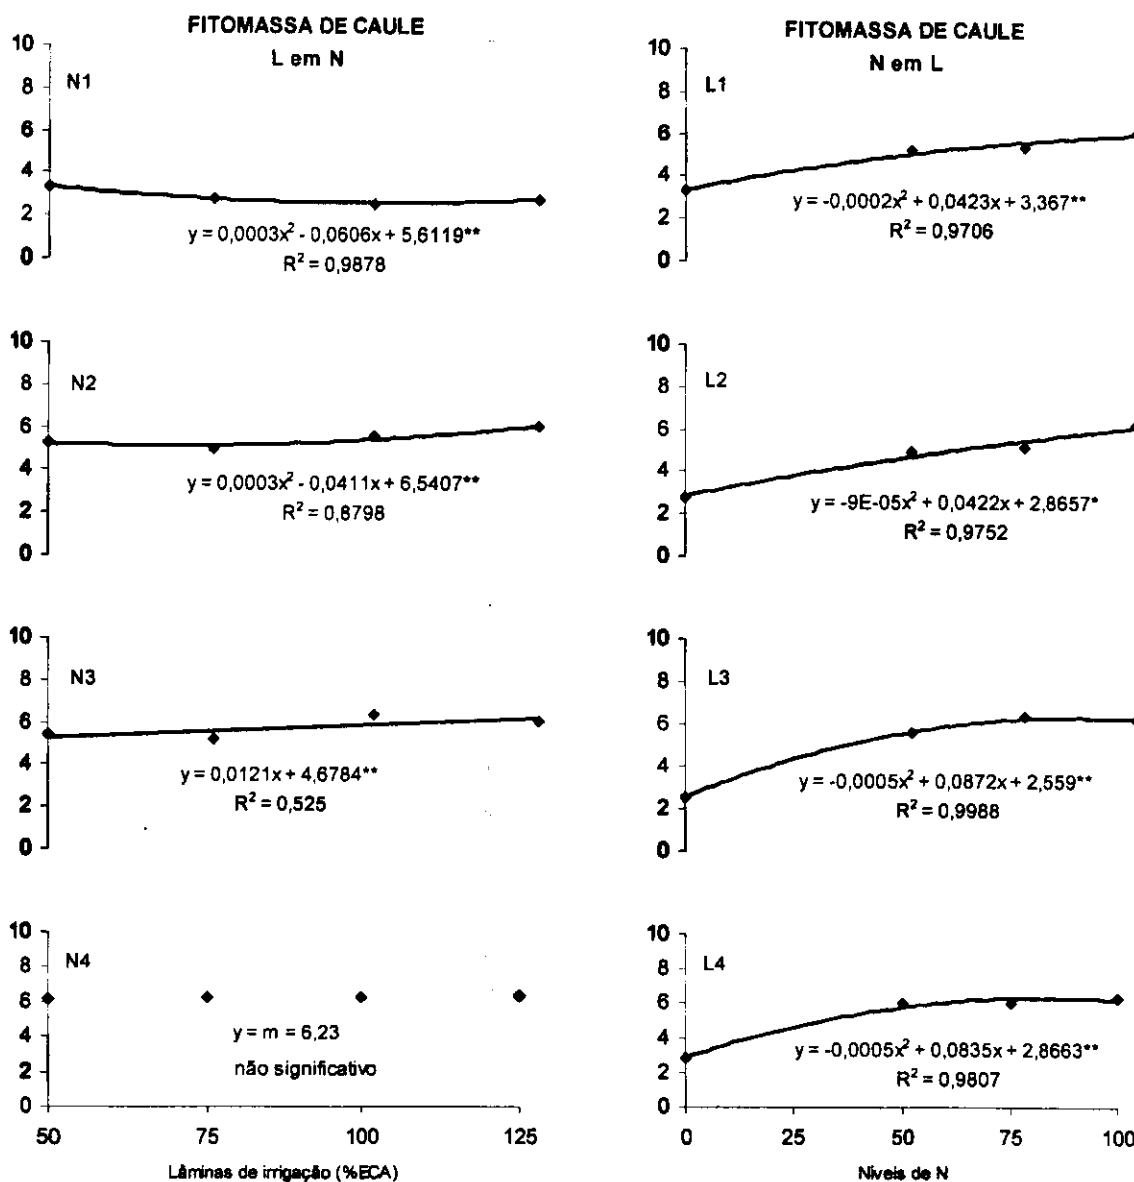 FITOMASSA DE CAULE
L em N
10
8
6
4
2
0
N1
y = 0,0003x² - 0,0606x + 5,6119**
R² = 0,9878
10
8
6
4
2
0
N2
y = 0,0003x² - 0,0411x + 6,5407**
R² = 0,8798
10
8
6
4
2
0
N3
y = 0,0121x + 4,6784**
R² = 0,525
10
8
6
4
2
0
N4
y = m = 6,23
não significativo
50 75 100 125
Lâminas de irrigação (%ECA)
FITOMASSA DE CAULE
N em L
10
8
6
4
2
0
L1
y = -0,0002x² + 0,0423x + 3,367**
R² = 0,9706
10
8
6
4
2
0
L2
y = -9E-05x² + 0,0422x + 2,8657*
R² = 0,9752
10
8
6
4
2
0
L3
y = -0,0005x² + 0,0872x + 2,559**
R² = 0,9988
10
8
6
4
2
0
L4
y = -0,0005x² + 0,0835x + 2,8663**
R² = 0,9807
0 25 50 75 100
Níveis de N